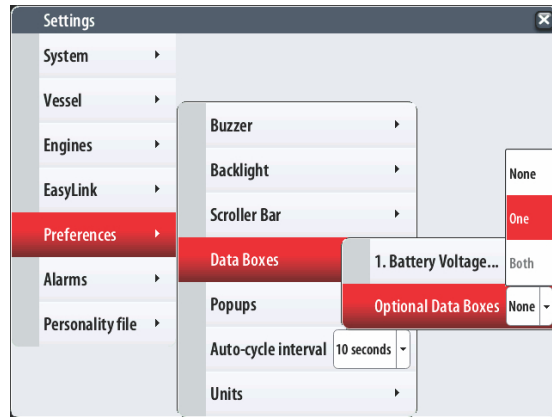 Settings
System
Vessel
Engines
EasyLink
Preferences
Alarms
Personality file
Buzzer
Backlight
Scroller Bar
Data Boxes
Popups
Auto-cycle interval 10 seconds
Units
1. Battery Voltage...
Optional Data Boxes None
None
One
Both